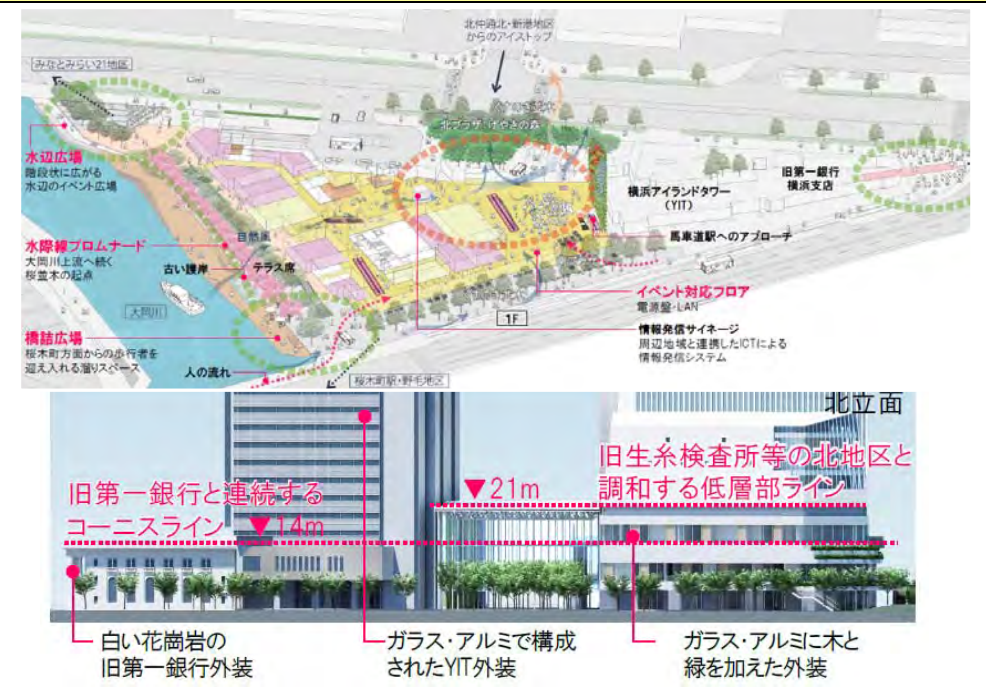 北仲通北・新港地区
からのアイストップ
みなとみらい21地区
北プラザ:けやきの森
水辺広場
階段状に広がる
水辺のイベント広場
旧第一銀行
横浜支店
横浜アイランドタワー
(YIT)
馬車道駅へのアプローチ
水際線プロムナード
大岡川上流へ続く
桜並木の起点
自然風
古い護岸
テラス席
イベント対応フロア
電源盤・LAN
大岡川
1F
情報発信サイネージ
周辺地域と連携したICTによる
情報発信システム
橋詰広場
桜木町方面からの歩行者を
迎え入れる溜りスペース
人の流れ
桜木町駅・野毛地区
北立面
旧第一銀行と連続する
コーニスライン ▼14m
▼21m
旧生糸検査所等の北地区と
調和する低層部ライン
白い花崗岩の
旧第一銀行外装
ガラス・アルミで構成
されたYIT外装
ガラス・アルミに木と
緑を加えた外装